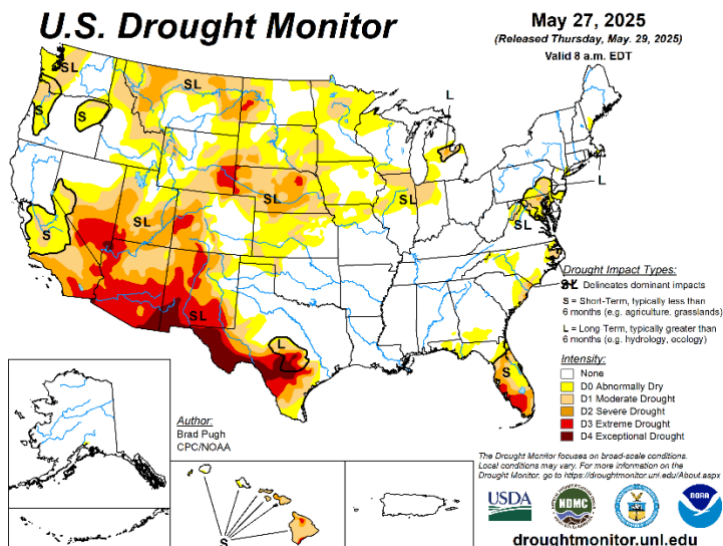 U.S. Drought Monitor
May 27, 2025
(Released Thursday, May. 29, 2025)
Valid 8 a.m. EDT
SL
S
S
SL
L
S
SL
SL
SL
SL
L
SL
L
S
S
Drought Impact Types:
SL Delineates dominant impacts
S = Short-Term, typically less than
6 months (e.g. agriculture, grasslands)
L = Long Term, typically greater than
6 months (e.g. hydrology, ecology)
Intensity:
None
D0 Abnormally Dry
D1 Moderate Drought
D2 Severe Drought
D3 Extreme Drought
D4 Exceptional Drought
Author:
Brad Pugh
CPC/NOAA
The Drought Monitor focuses on broad-scale conditions.
Local conditions may vary. For more information on the
Drought Monitor, go to https://droughtmonitor.unl.edu/About.aspx
USDA
NDMC
NOAA
droughtmonitor.unl.edu